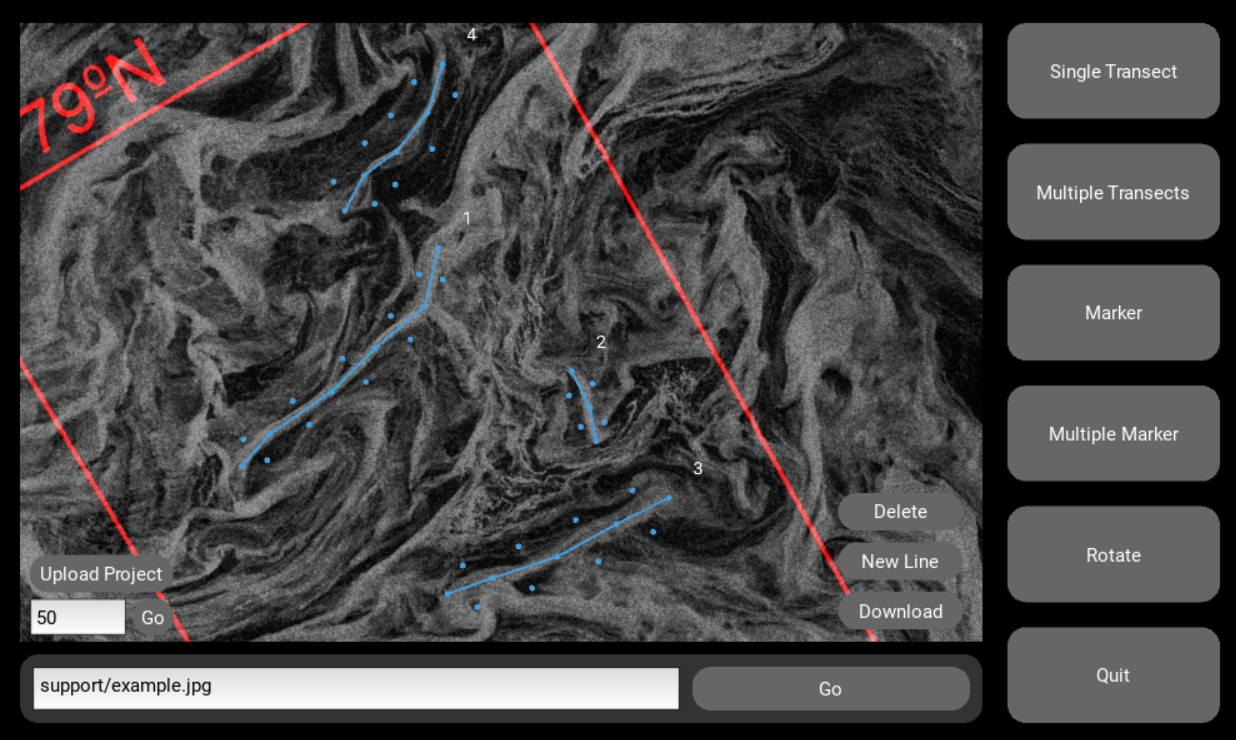 79ºN
4
1
2
3
Delete
New Line
Download
Upload Project
50
Go
support/example.jpg
Go
Single Transect
Multiple Transects
Marker
Multiple Marker
Rotate
Quit